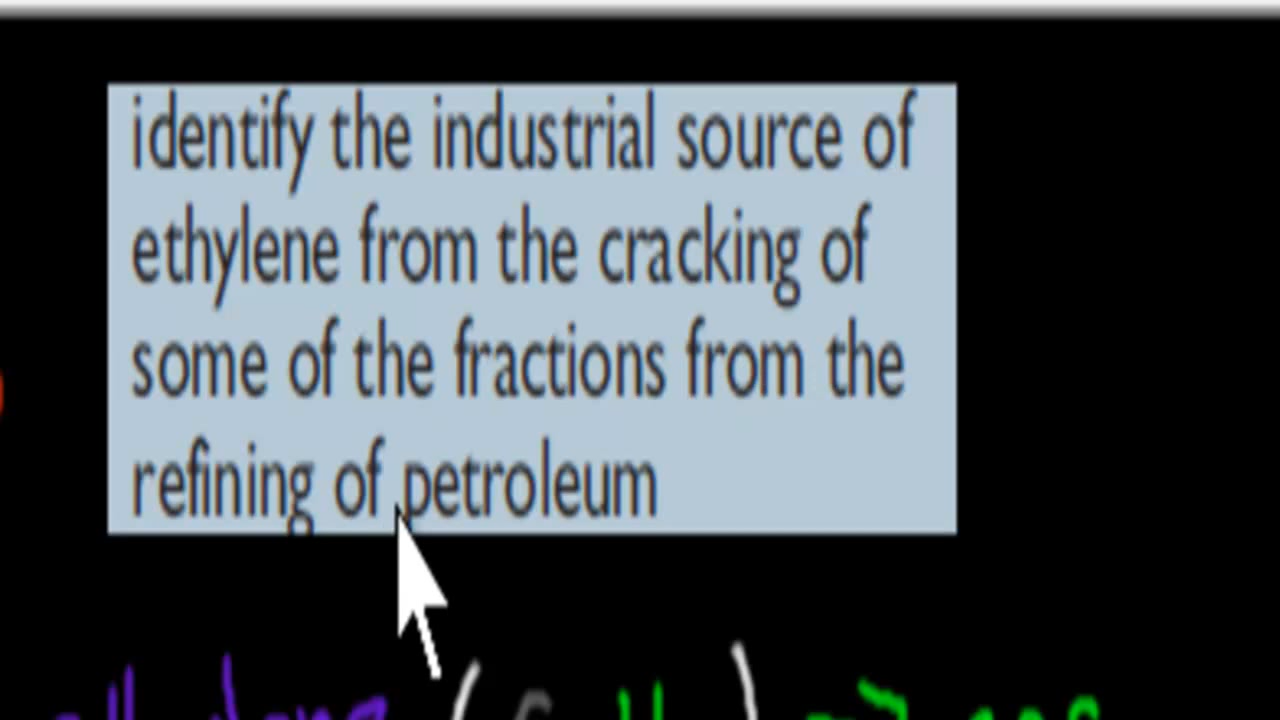 identify the industrial source of
ethylene from the cracking of
some of the fractions from the
refining of petroleum